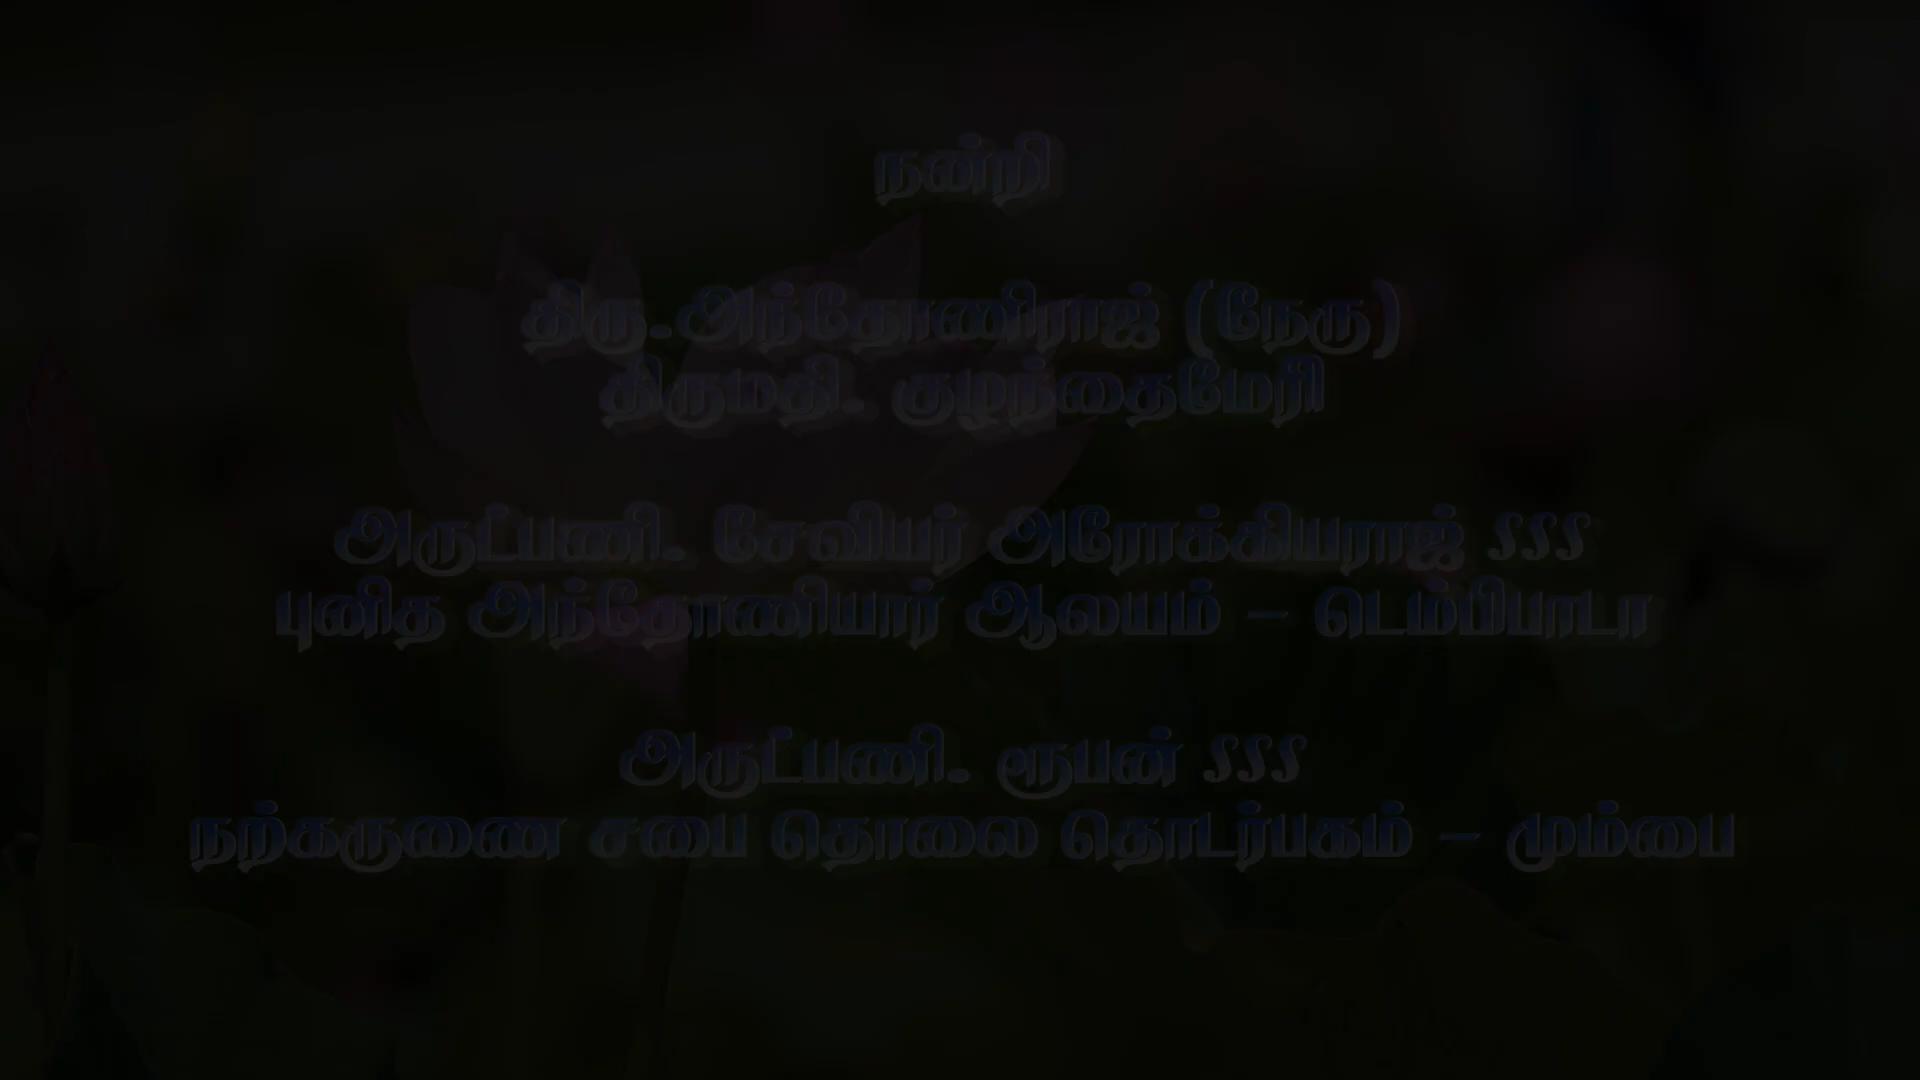 நன்றி
திரு.அந்தோணிராஜ் (நேரு)
திருமதி. குழந்தைமேரி
அருட்பணி. சேவியர் அரோக்கியராஜ் SSS
புனித அந்தோணியார் ஆலயம் – டெம்பிபாடா
அருட்பணி. ரூபன் SSS
நற்கருணை சபை தொலை தொடர்பகம் – மும்பை